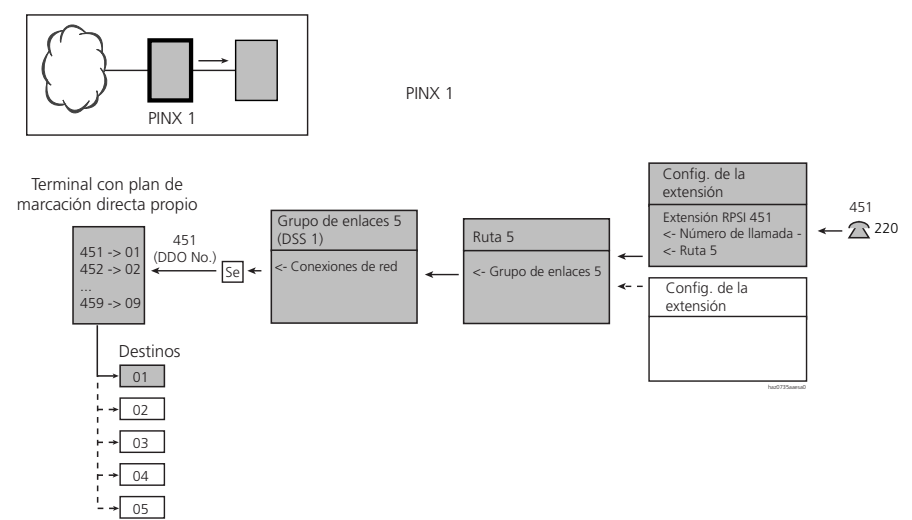 PINX 1
PINX 1
Terminal con plan de
marcación directa propio
451 -> 01
452 -> 02
...
459 -> 09
451
(DDO No.)
Se
Grupo de enlaces 5
(DSS 1)
<- Conexiones de red
Ruta 5
<- Grupo de enlaces 5
Config. de la
extensión
Extensión RPSI 451
<- Número de llamada -
<- Ruta 5
451
220
Config. de la
extensión
haz0735aaesa0
Destinos
01
02
03
04
05